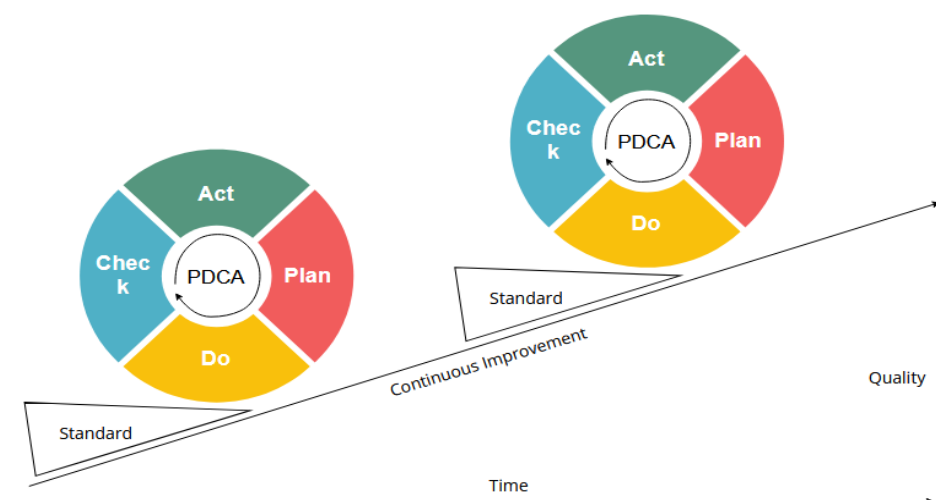 Act
Chec
k
PDCA
Plan
Do
Standard
Act
Chec
k
PDCA
Plan
Do
Standard
Continuous Improvement
Quality
Time